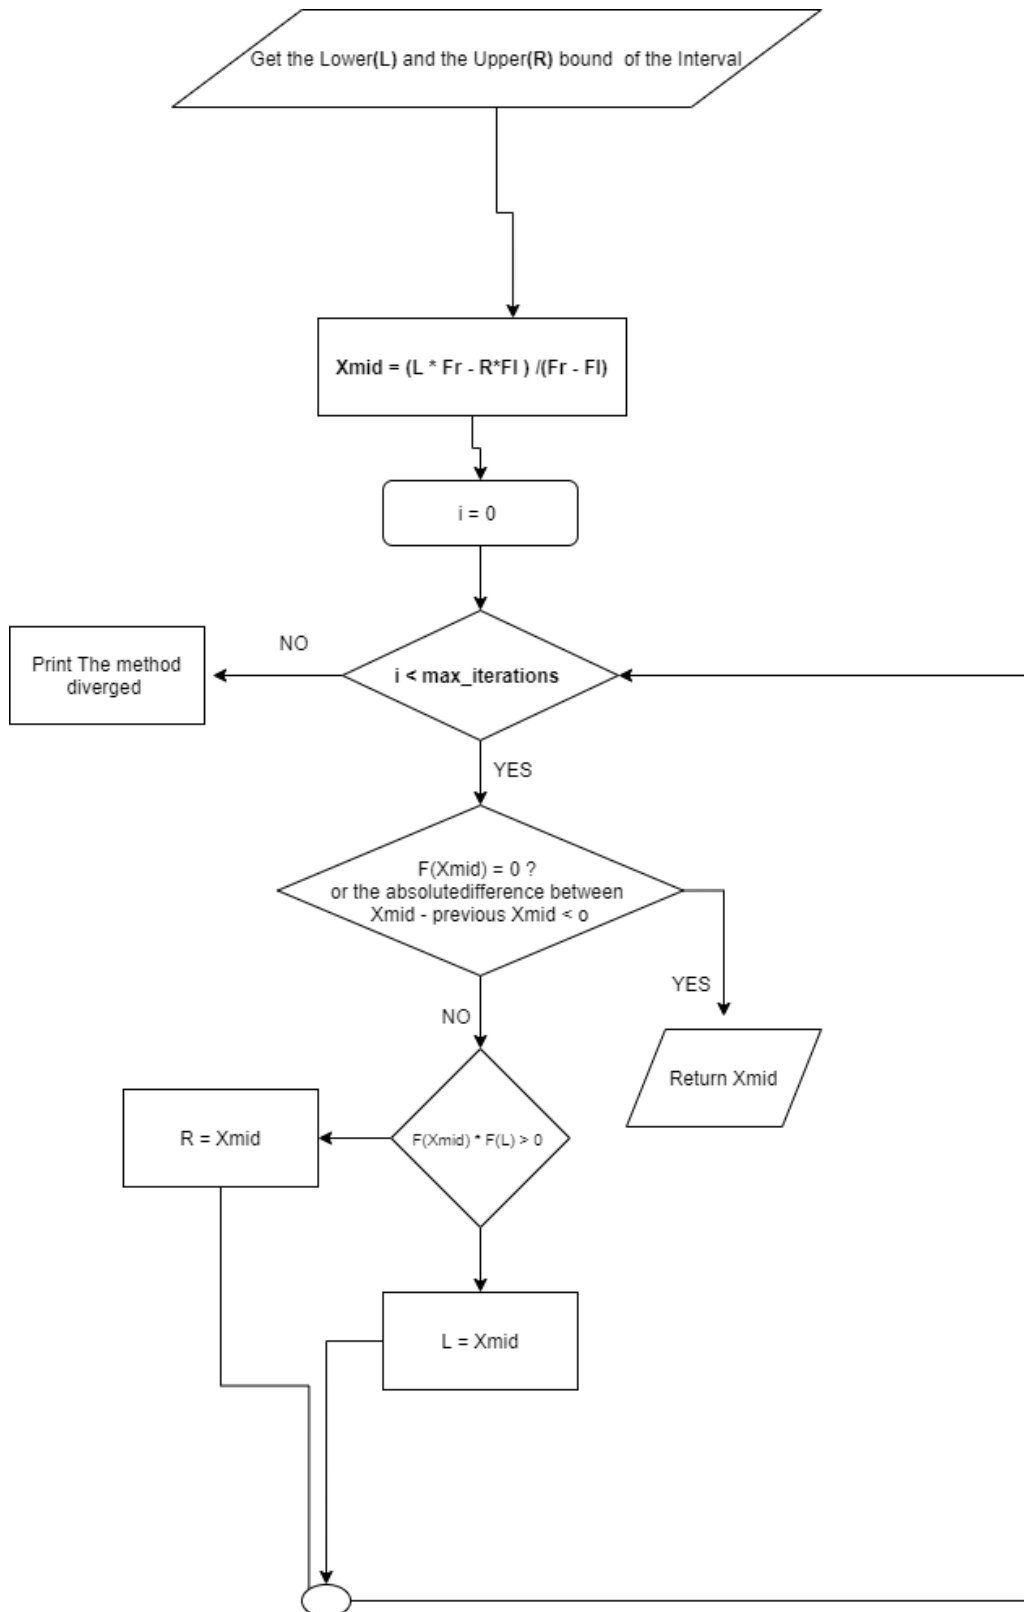 Get the Lower(L) and the Upper(R) bound of the Interval
Xmid = (L * Fr - R*Fl ) /(Fr - Fl)
i = 0
NO
Print The method
diverged
i < max_iterations
YES
F(Xmid) = 0 ?
or the absolutedifference between
Xmid - previous Xmid < o
YES
NO
Return Xmid
R = Xmid
F(Xmid) * F(L) > 0
L = Xmid